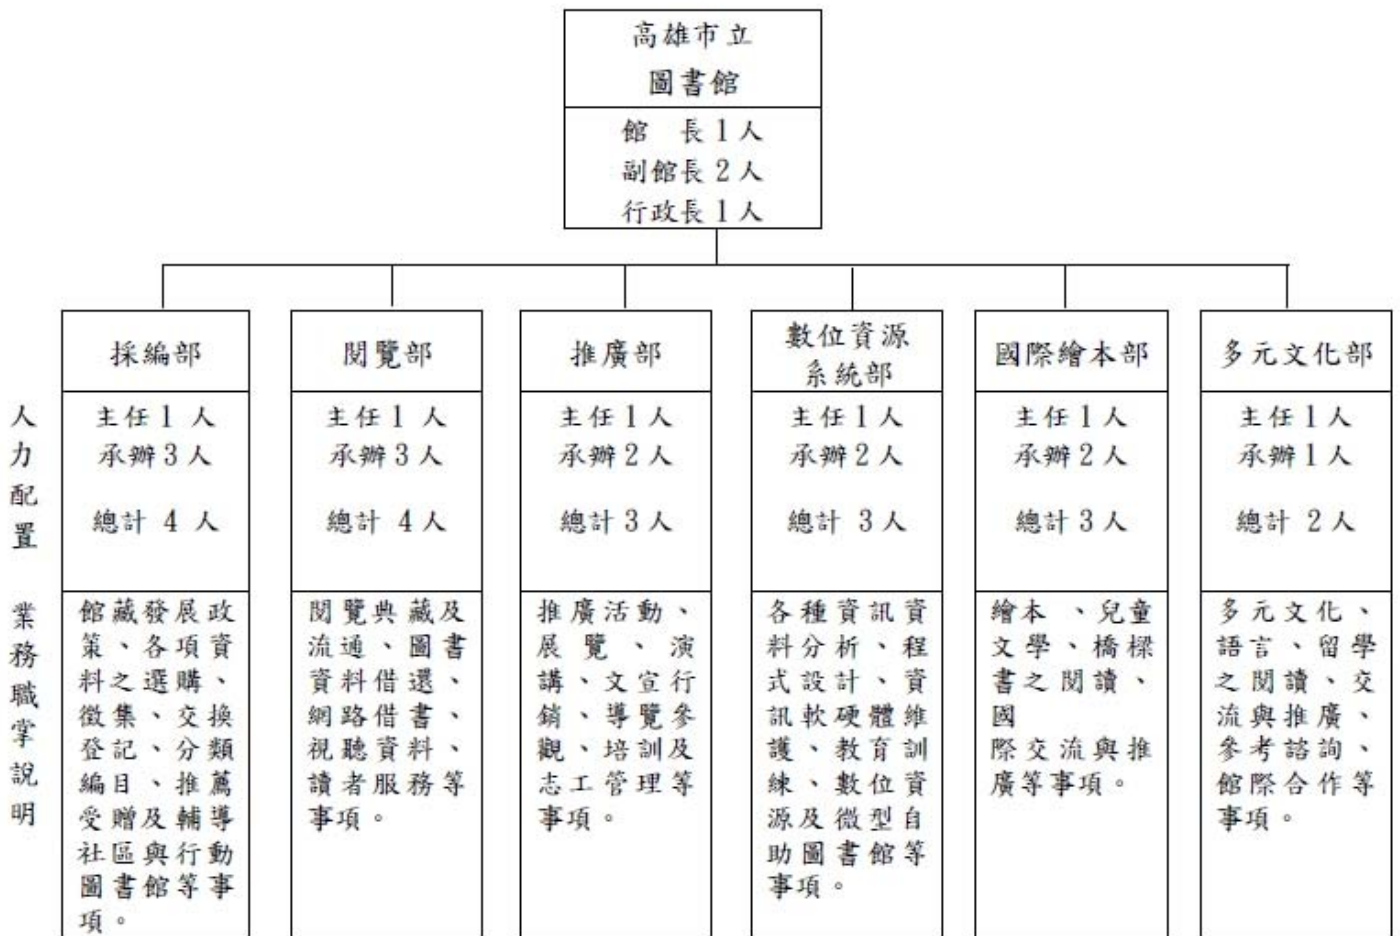 高雄市立
圖書館
館　長 1 人
副館長 2 人
行政長 1 人
人力配置
業務職掌說明
採編部
主任 1 人
承辦 3 人
總計 4 人
館藏發展政
策、各項資
料之選購、
徵集、交換
登記、分類
編目、推薦
受贈及輔導
社區與行動
圖書館等事
項。
閱覽部
主任 1 人
承辦 3 人
總計 4 人
閱覽典藏及
流通、圖書
資料借還、
網路借書、
視聽資料、
讀者服務等
事項。
推廣部
主任 1 人
承辦 2 人
總計 3 人
推廣活動、
展覽、演
講、文宣行
銷、導覽參
觀、培訓及
志工管理等
事項。
數位資源
系統部
主任 1 人
承辦 2 人
總計 3 人
各種資訊資
料分析、程
式設計、資
訊軟硬體維
護、教育訓
練、數位資
源及微型自
助圖書館等
事項。
國際繪本部
主任 1 人
承辦 2 人
總計 3 人
繪本 、兒童
文學、橋樑
書之閱讀、
國
際交流與推
廣等事項。
多元文化部
主任 1 人
承辦 1 人
總計 2 人
多元文化、
語言、留學
之閱讀、交
流與推廣、
參考諮詢、
館際合作等
事項。